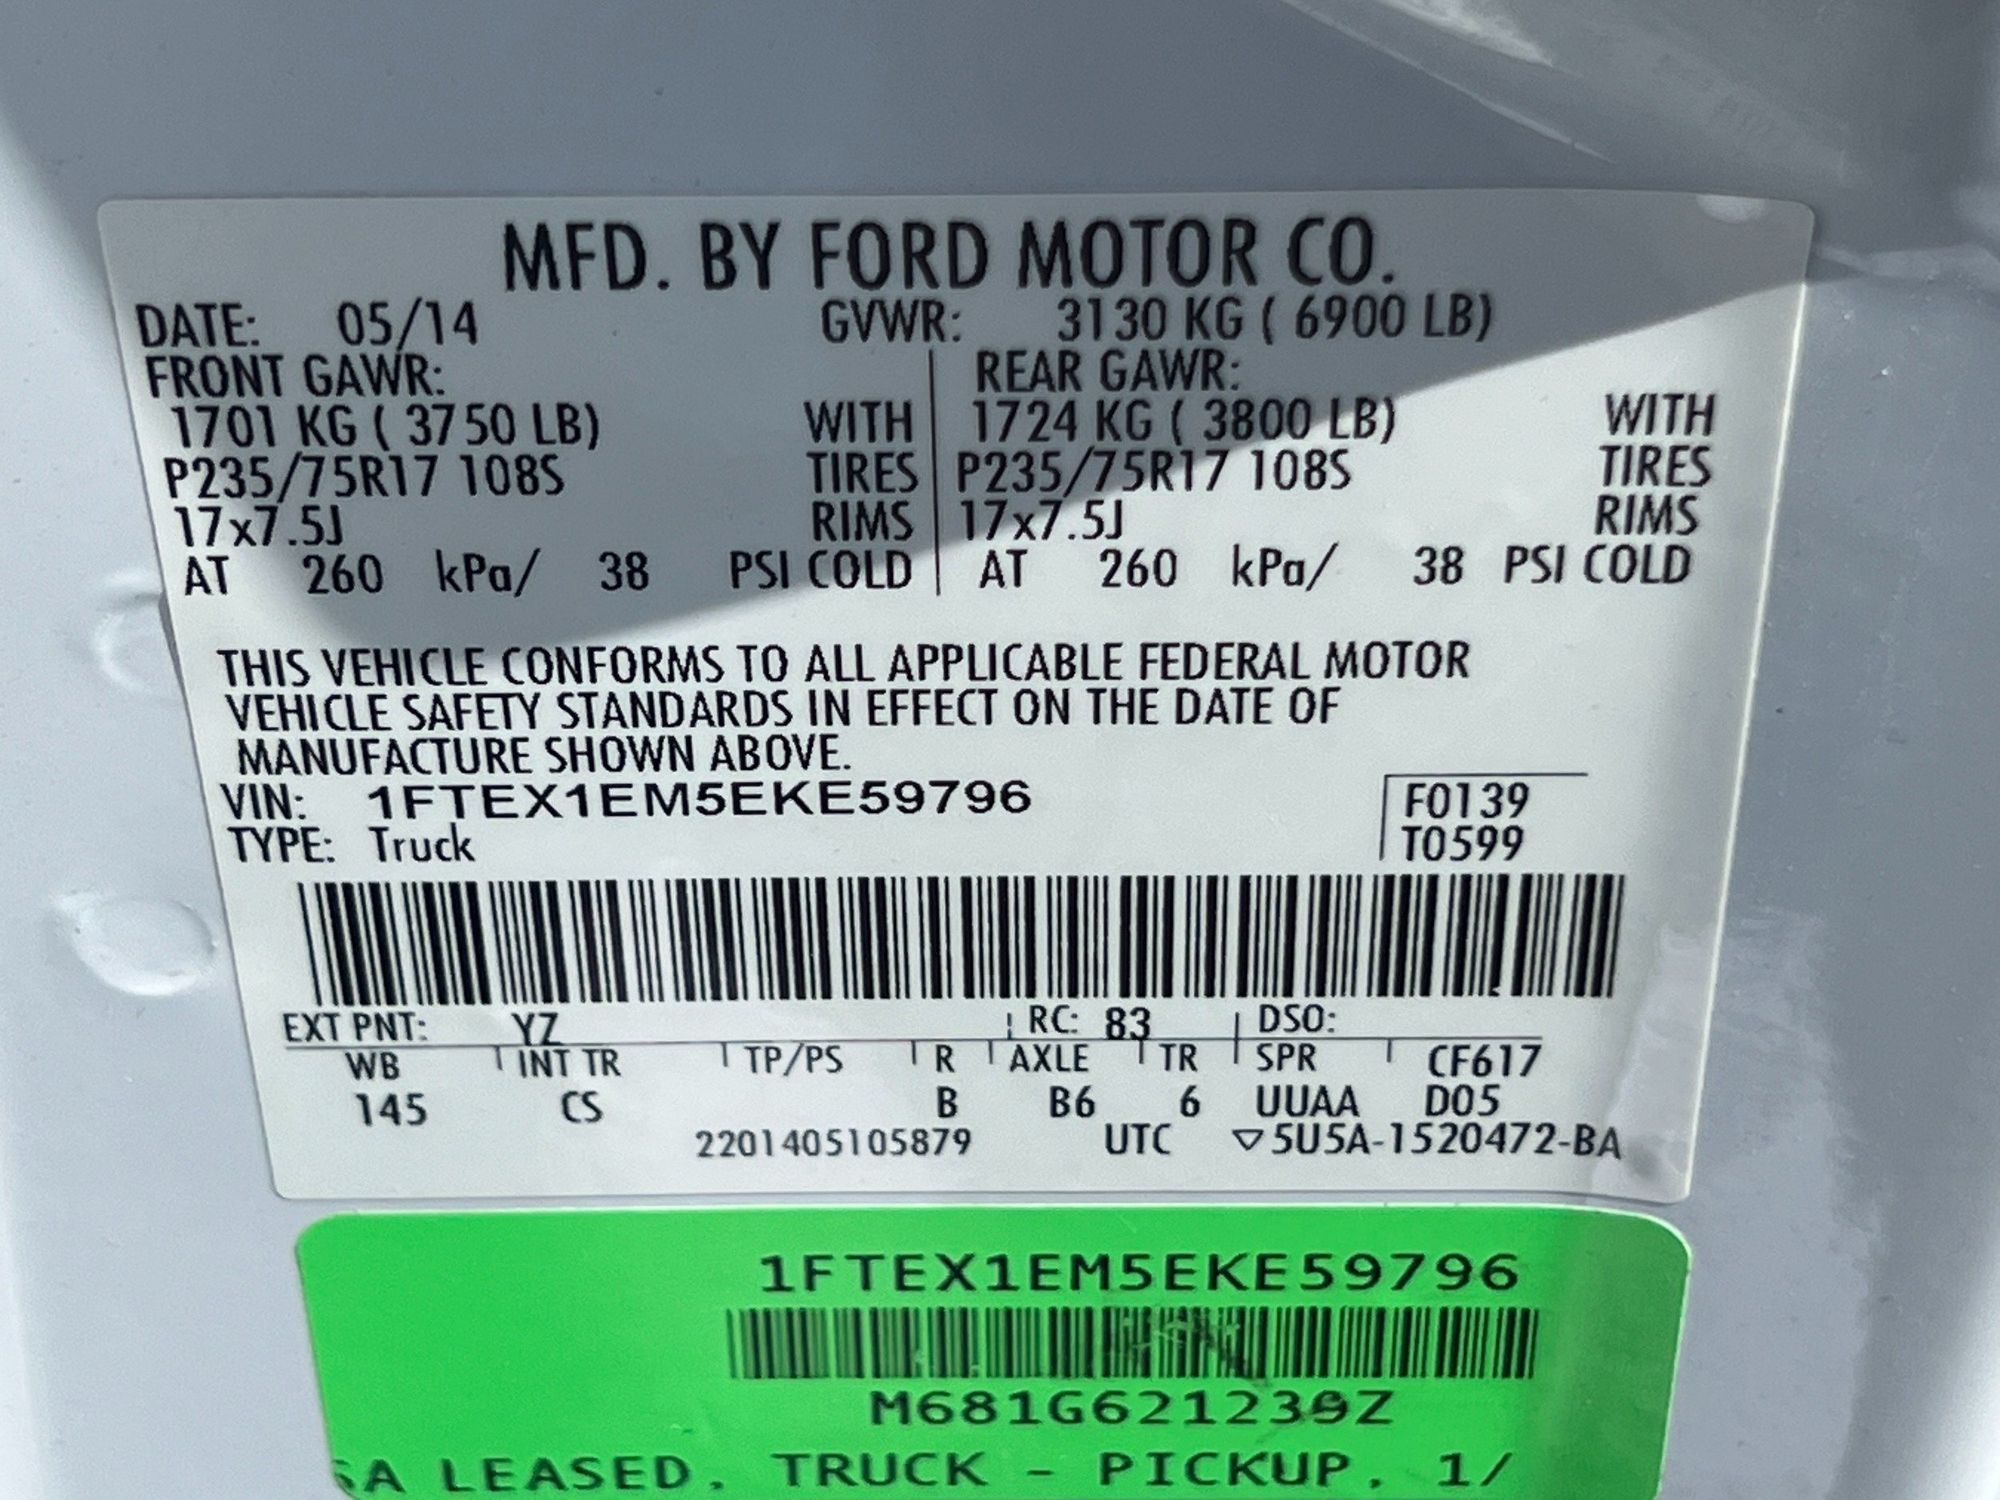 MFD. BY FORD MOTOR CO.
DATE: 05/14 GVWR: 3130 KG ( 6900 LB)
FRONT GAWR: REAR GAWR:
1701 KG ( 3750 LB) WITH 1724 KG ( 3800 LB) WITH
P235/75R17 108S TIRES P235/75R17 108S TIRES
17x7.5J RIMS 17x7.5J RIMS
AT 260 kPa/ 38 PSI COLD AT 260 kPa/ 38 PSI COLD
THIS VEHICLE CONFORMS TO ALL APPLICABLE FEDERAL MOTOR
VEHICLE SAFETY STANDARDS IN EFFECT ON THE DATE OF
MANUFACTURE SHOWN ABOVE.
VIN: 1FTEX1EM5EKE59796 F0139
TYPE: Truck T0599
EXT PNT: YZ RC: 83 DSO:
WB INT TR TP/PS R AXLE TR SPR CF617
145 CS B B6 6 UUAA D05
2201405105879 UTC ▽5U5A-1520472-BA
1FTEX1EM5EKE59796
M681G621239Z
LEASED, TRUCK - PICKUP, 1/